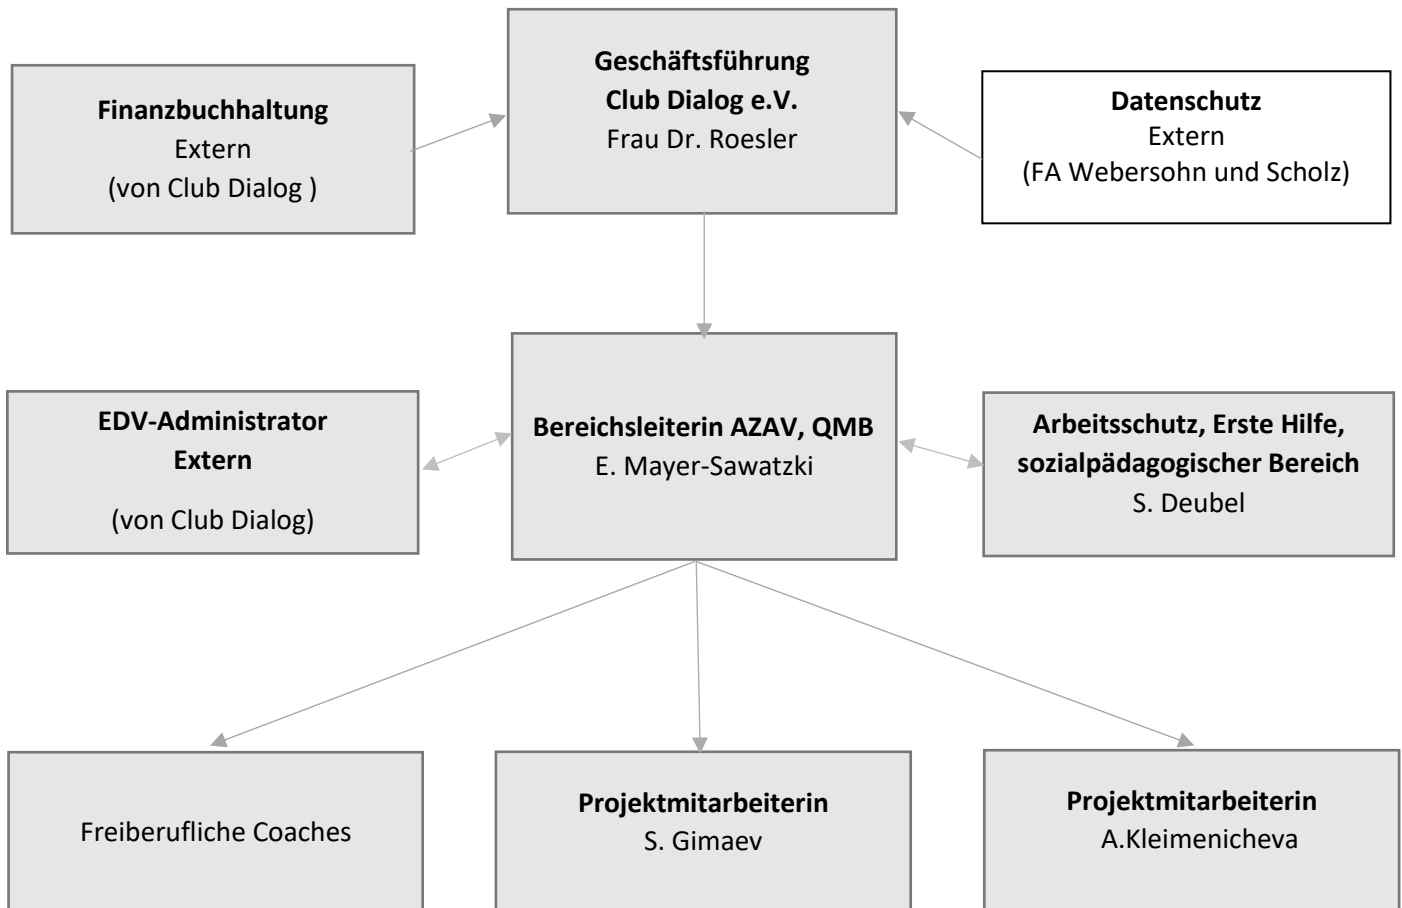 Geschäftsführung
Club Dialog e.V.
Frau Dr. Roesler
Finanzbuchhaltung
Extern
(von Club Dialog )
Datenschutz
Extern
(FA Webersohn und Scholz)
EDV-Administrator
Extern
(von Club Dialog)
Bereichsleiterin AZAV, QMB
E. Mayer-Sawatzki
Arbeitsschutz, Erste Hilfe,
sozialpädagogischer Bereich
S. Deubel
Freiberufliche Coaches
Projektmitarbeiterin
S. Gimaev
Projektmitarbeiterin
A.Kleimenicheva